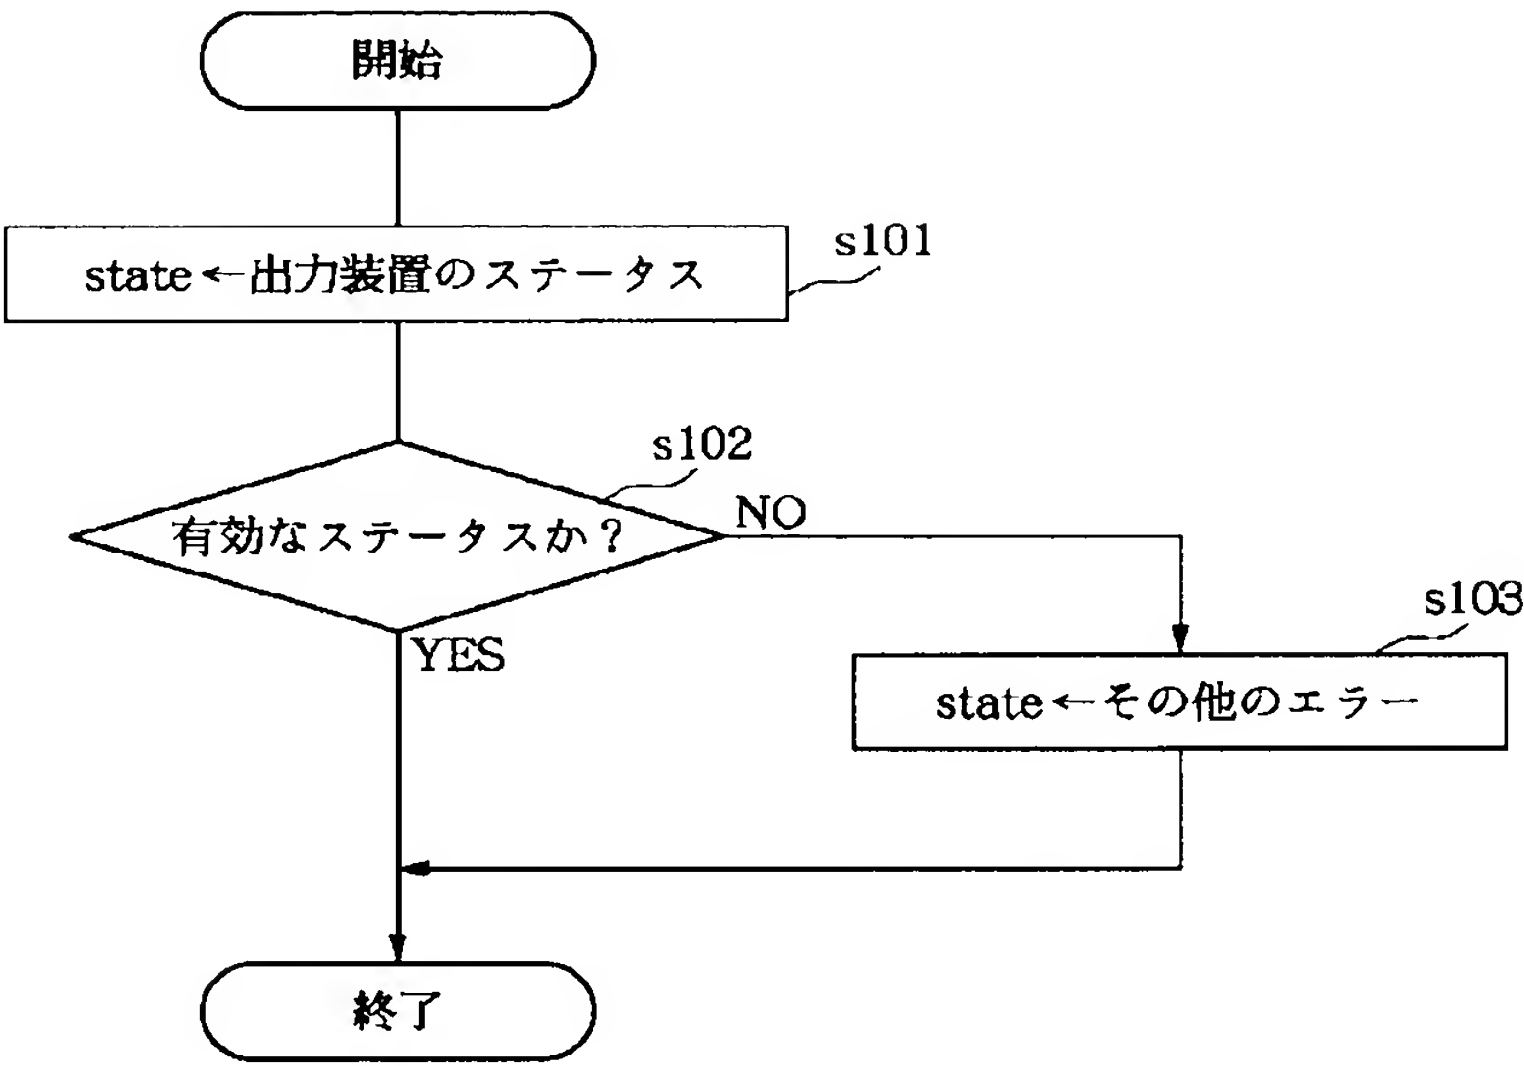 開始
state←出力装置のステータス
s101
s102
有効なステータスか？
NO
YES
s103
state←その他のエラー
終了